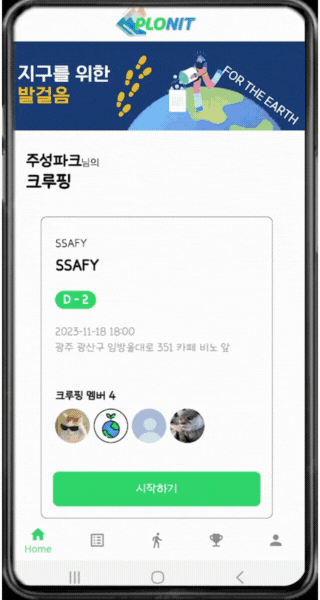 PLONIT
지구를 위한
발걸음
FOR THE EARTH
주성파크님의
크루핑
SSAFY
SSAFY
D - 2
2023-11-18 18:00
광주 광산구 임방울대로 351 카페 비노 앞
크루핑 멤버 4
시작하기
Home